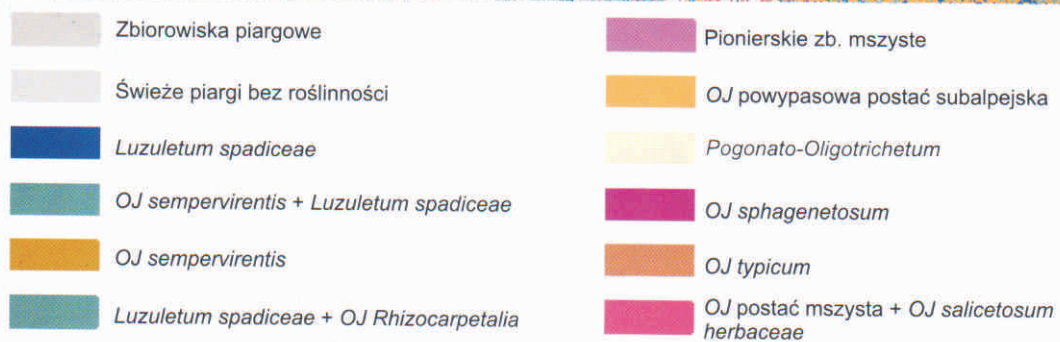 Zbiorowiska piargowe
Świeże piargi bez roślinności
Luzuletum spadiceae
OJ sempervirentis + Luzuletum spadiceae
OJ sempervirentis
Luzuletum spadiceae + OJ Rhizocarpetalia
Pionierskie zb. mszyste
OJ powypasowa postać subalpejska
Pogonato-Oligotrichetum
OJ sphagenetosum
OJ typicum
OJ postać mszysta + OJ salicetosum
herbaceae